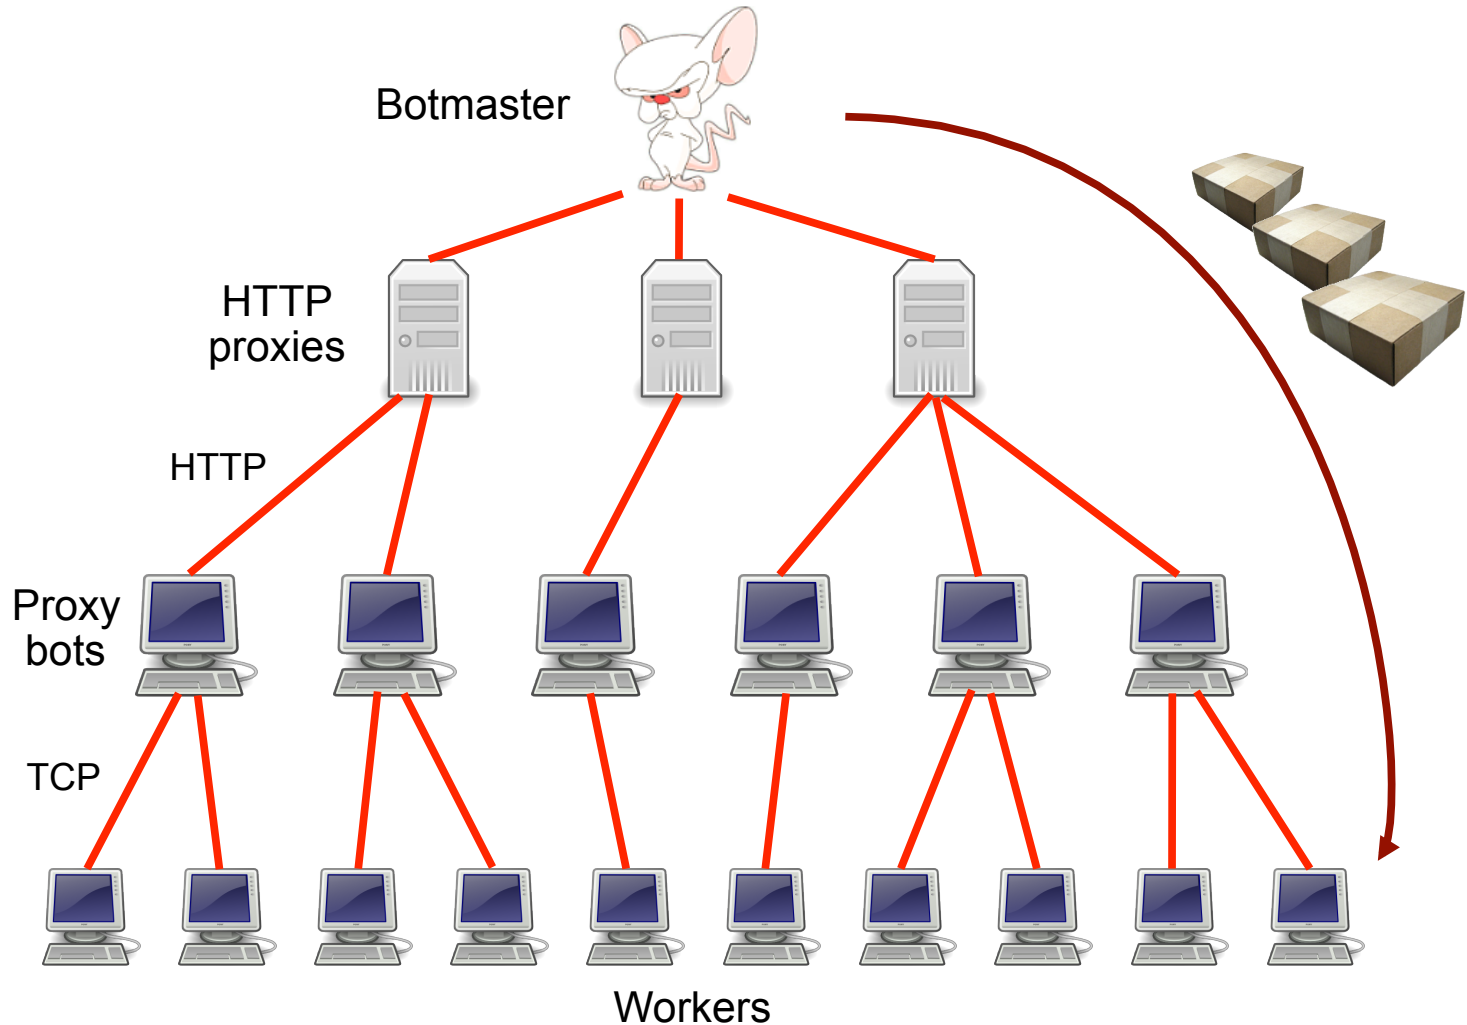 Botmaster
HTTP
proxies
HTTP
Proxy
bots
TCP
Workers